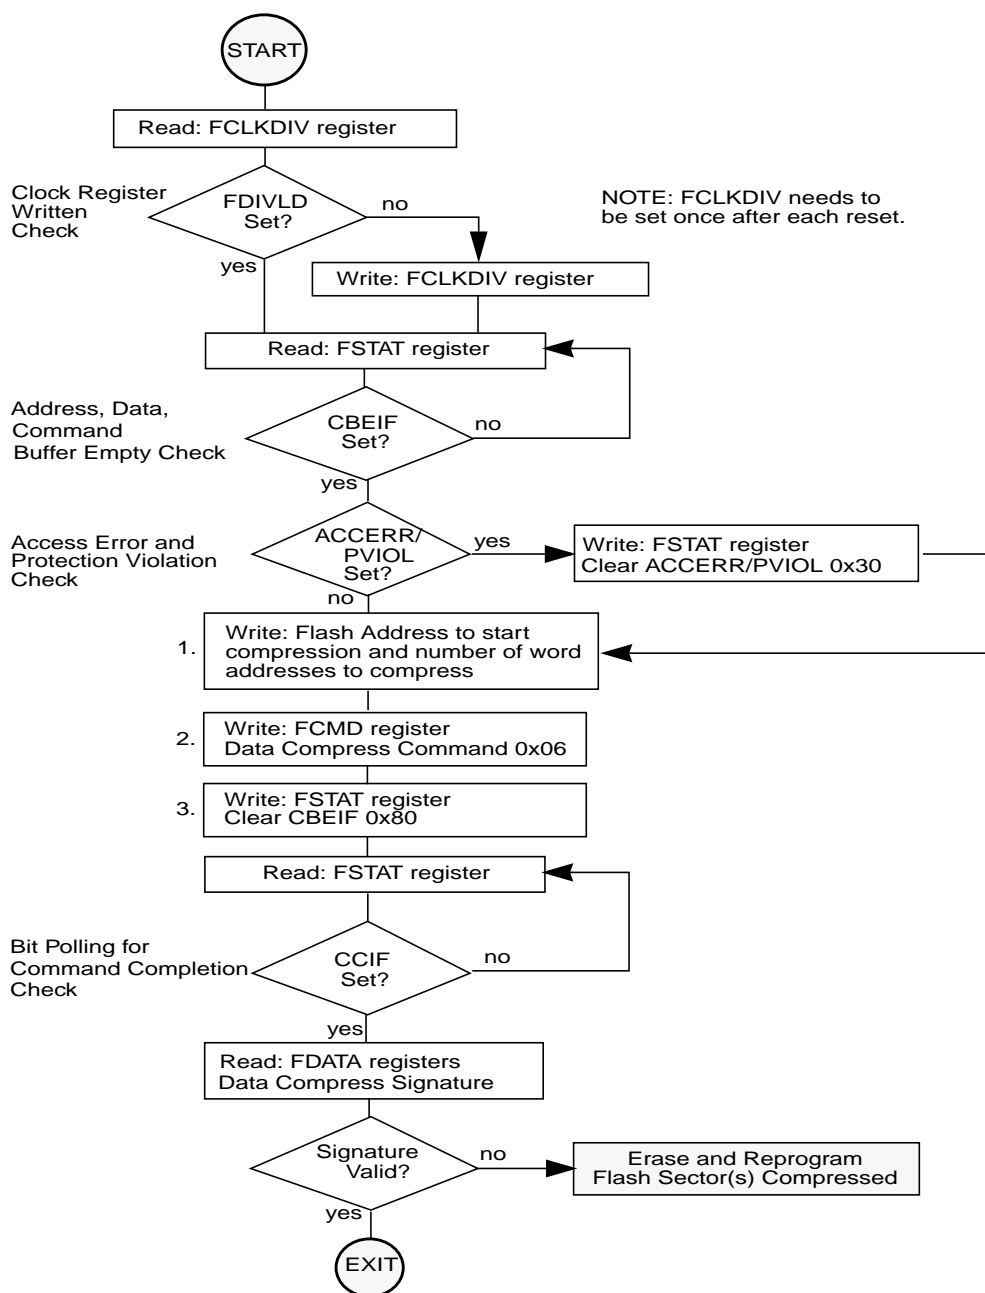 START
Read: FCLKDIV register
Clock Register
Written
Check
FDIVLD
Set?
no
yes
NOTE: FCLKDIV needs to
be set once after each reset.
Write: FCLKDIV register
Read: FSTAT register
Address, Data,
Command
Buffer Empty Check
CBEIF
Set?
no
yes
Access Error and
Protection Violation
Check
ACCERR/
PVIOL
Set?
yes
no
Write: FSTAT register
Clear ACCERR/PVIOL 0x30
1.
Write: Flash Address to start
compression and number of word
addresses to compress
2.
Write: FCMD register
Data Compress Command 0x06
3.
Write: FSTAT register
Clear CBEIF 0x80
Read: FSTAT register
Bit Polling for
Command Completion
Check
CCIF
Set?
no
yes
Read: FDATA registers
Data Compress Signature
Signature
Valid?
no
yes
Erase and Reprogram
Flash Sector(s) Compressed
EXIT